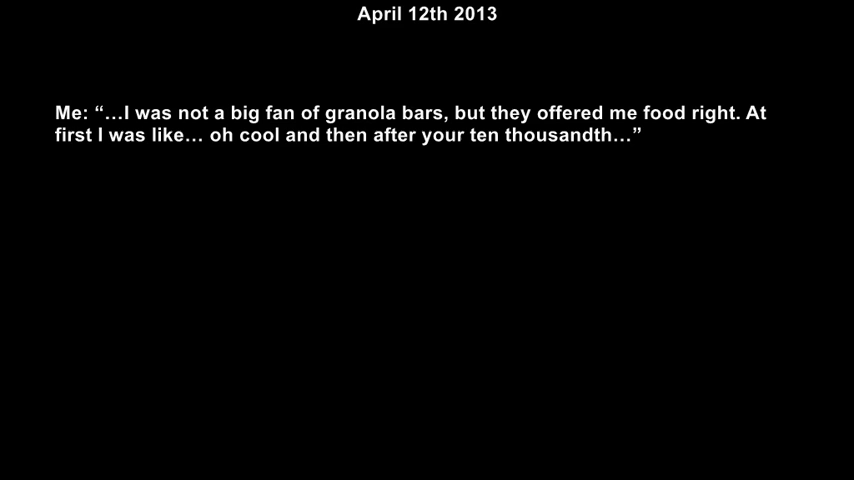 April 12th 2013
Me: “…I was not a big fan of granola bars, but they offered me food right. At
first I was like… oh cool and then after your ten thousandth…”